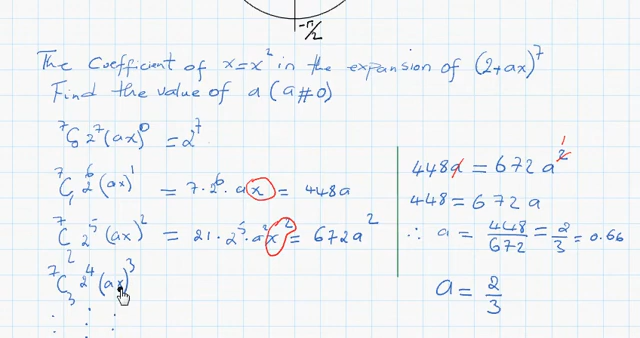 -π/2
The coefficient of x = x² in the expansion of (2+ax)⁷
Find the value of a (a≠0)
⁷C₀ 2⁷ (ax)⁰ = 2⁷
⁷C₁ 2⁶ (ax)¹ = 7·2⁶· ax = 448a
⁷C₂ 2⁵ (ax)² = 21·2⁵·a²x² = 672a²
⁷C₃ 2⁴ (ax)³
⋮ ⋮ ⋮
448a = 672a² 1
448 = 672a
∴ a = 448/672 = 2/3 = 0.66
a = 2/3